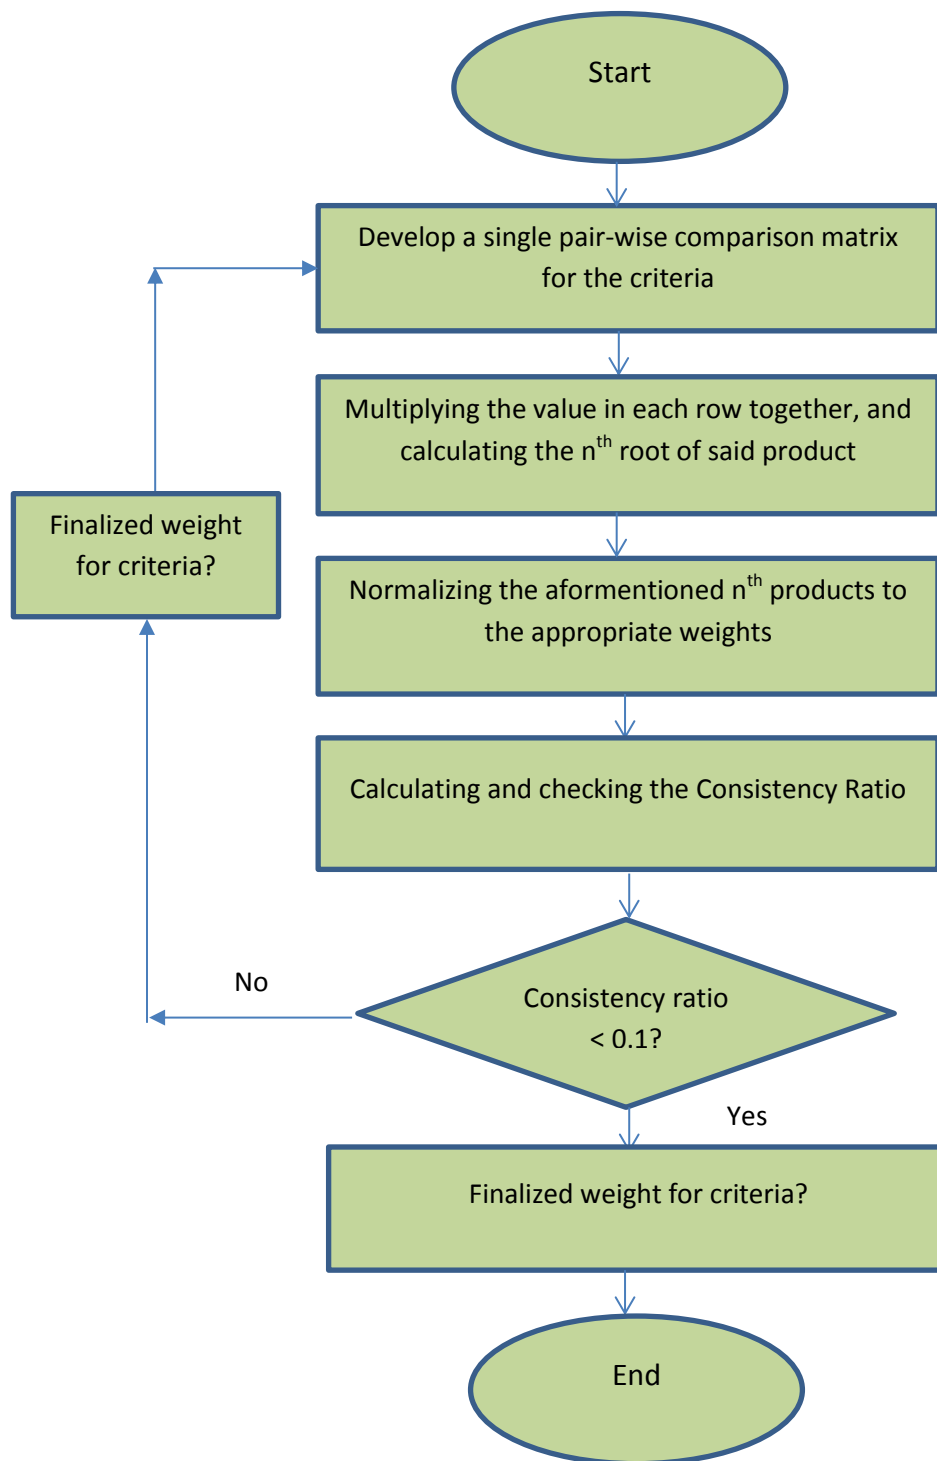 Start
Develop a single pair-wise comparison matrix
for the criteria
Multiplying the value in each row together, and
calculating the nth root of said product
Finalized weight
for criteria?
Normalizing the aformentioned nth products to
the appropriate weights
Calculating and checking the Consistency Ratio
No
Consistency ratio
< 0.1?
Yes
Finalized weight for criteria?
End